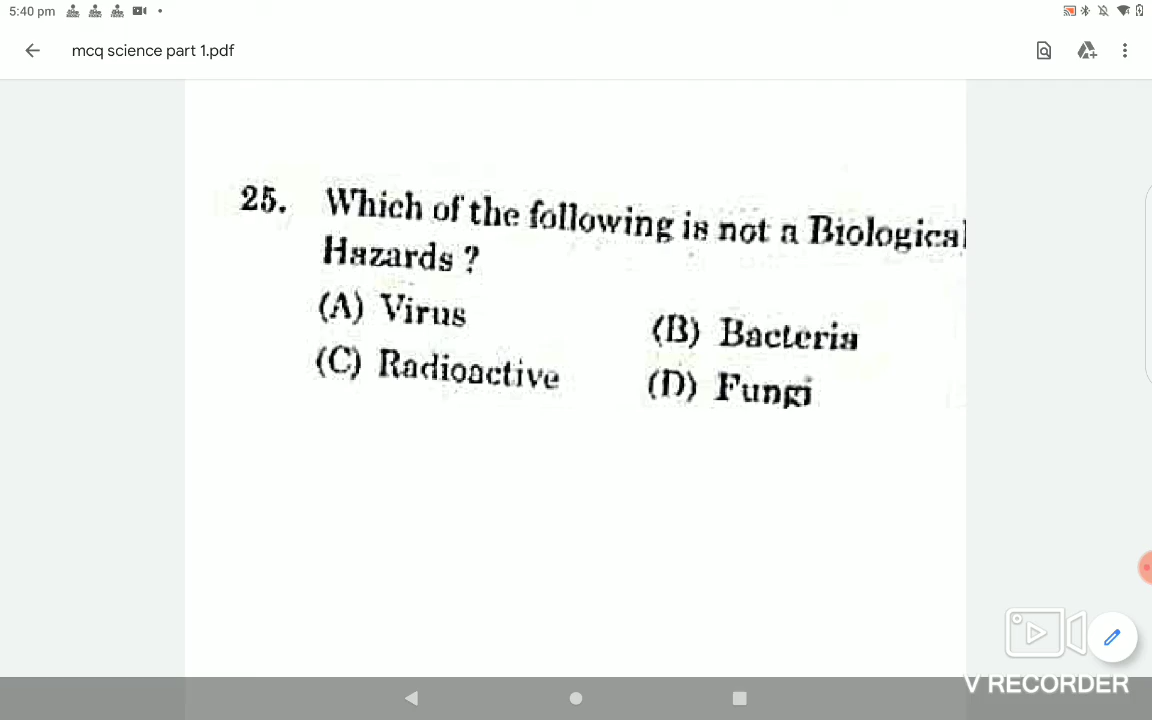 5:40 pm
mcq science part 1.pdf
25. Which of the following is not a Biological
Hazards ?
(A) Virus
(B) Bacteria
(C) Radioactive
(D) Fungi
V RECORDER